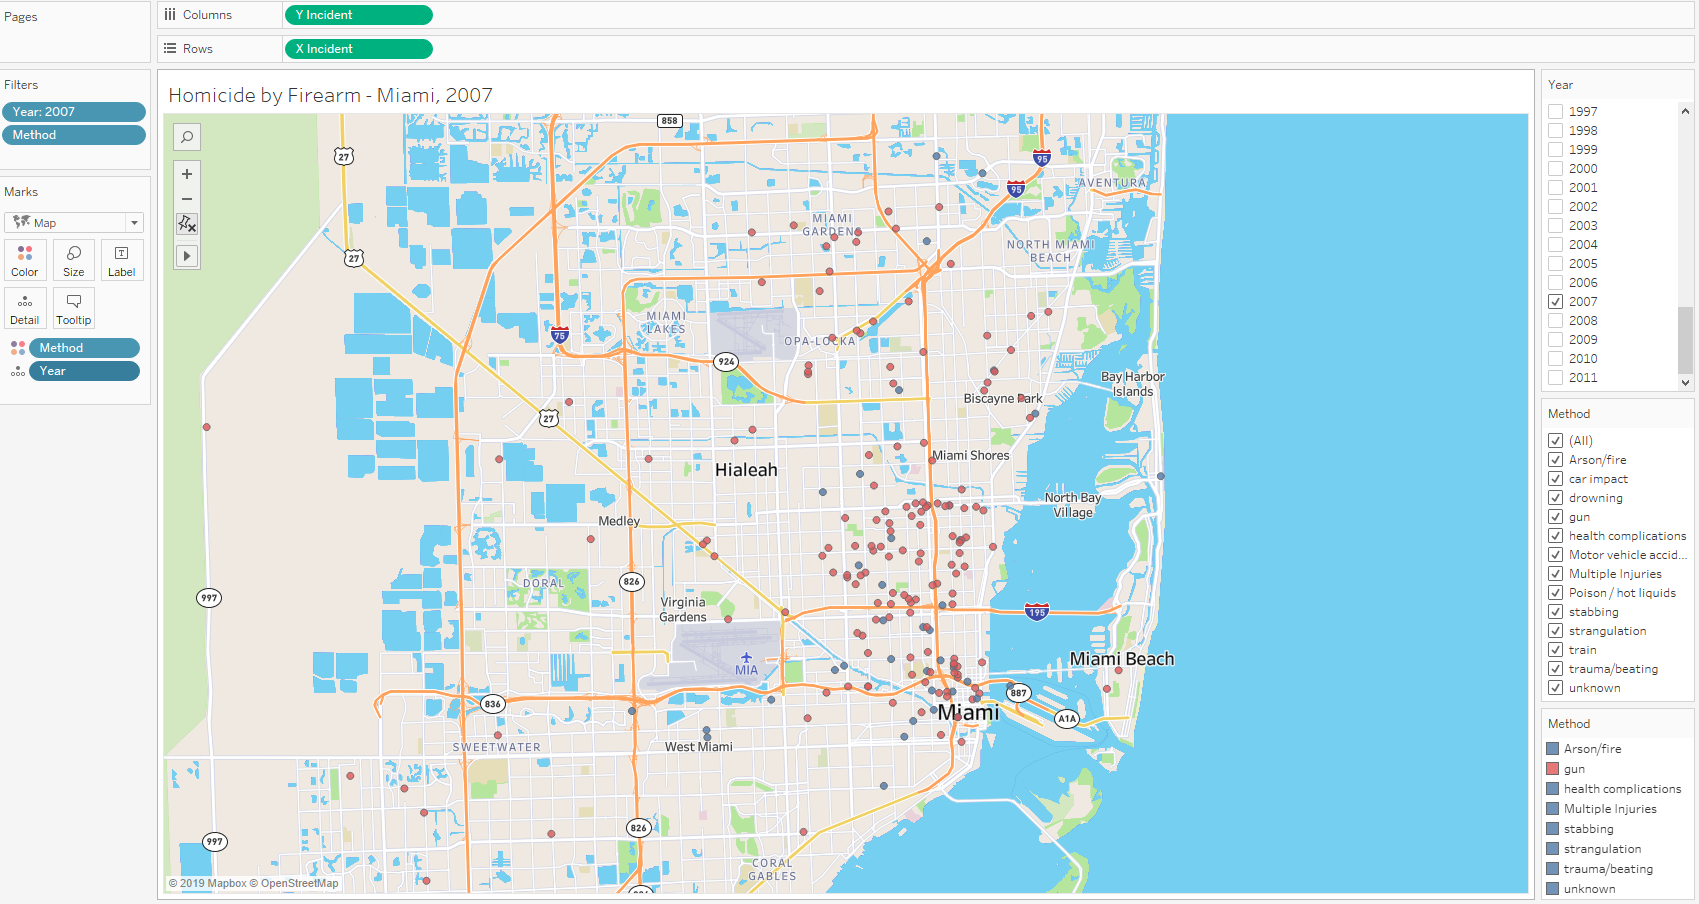 Pages
Columns
Y Incident
Rows
X Incident
Filters
Year: 2007
Method
Marks
Map
Color
Size
Label
Detail
Tooltip
Method
Year
Homicide by Firearm - Miami, 2007
858
27
95
95
AVENTURA
MIAMI
GARDENS
NORTH MIAMI
BEACH
27
MIAMI
LAKES
75
OPA-LOCKA
924
Bay Harbor
Islands
Biscayne Park
27
Miami Shores
Hialeah
North Bay
Village
Medley
DORAL
826
997
Virginia
Gardens
195
MIA
Miami Beach
836
887
Miami
A1A
SWEETWATER
West Miami
826
997
CORAL
GABLES
© 2019 Mapbox © OpenStreetMap
Year
1997
1998
1999
2000
2001
2002
2003
2004
2005
2006
2007
2008
2009
2010
2011
Method
(All)
Arson/fire
car impact
drowning
gun
health complications
Motor vehicle accid...
Multiple Injuries
Poison / hot liquids
stabbing
strangulation
train
trauma/beating
unknown
Method
Arson/fire
gun
health complications
Multiple Injuries
stabbing
strangulation
trauma/beating
unknown